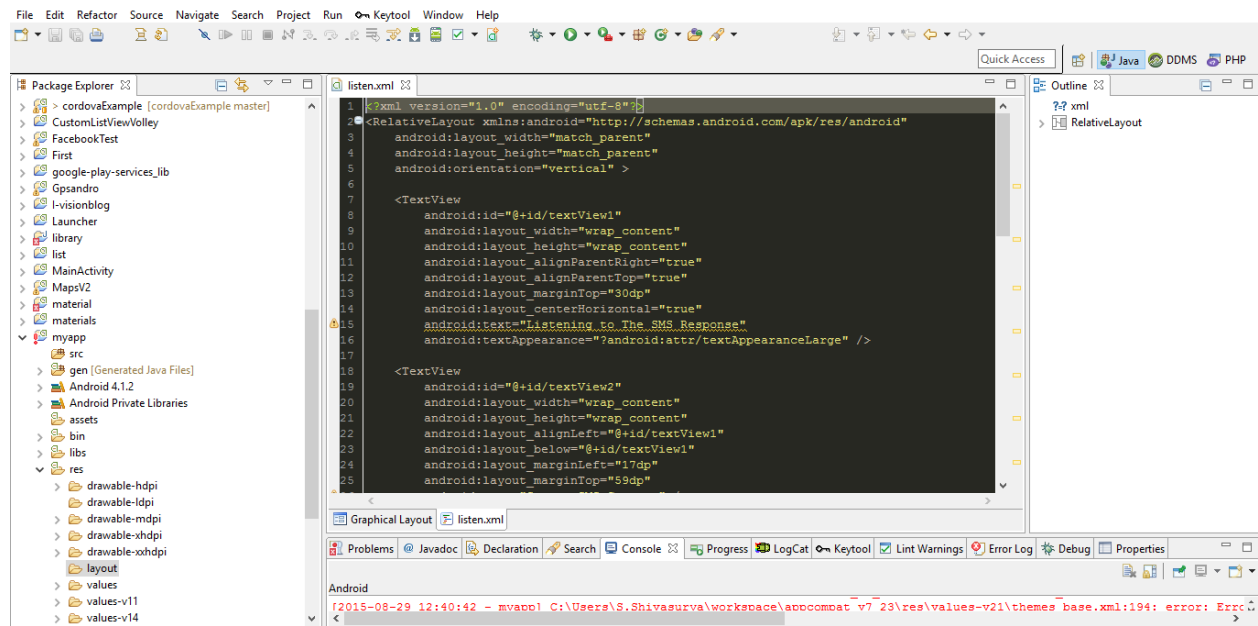 File Edit Refactor Source Navigate Search Project Run Keytool Window Help
Quick Access
Java
DDMS
PHP
Package Explorer
> cordovaExample [cordovaExample master]
CustomListViewVolley
FacebookTest
First
google-play-services_lib
Gpsandro
I-visionblog
Launcher
library
list
MainActivity
MapsV2
material
materials
myapp
src
gen [Generated Java Files]
Android 4.1.2
Android Private Libraries
assets
bin
libs
res
drawable-hdpi
drawable-ldpi
drawable-mdpi
drawable-xhdpi
drawable-xxhdpi
layout
values
values-v11
values-v14
listen.xml
1 <?xml version="1.0" encoding="utf-8"?>
2 <RelativeLayout xmlns:android="http://schemas.android.com/apk/res/android"
3 android:layout_width="match_parent"
4 android:layout_height="match_parent"
5 android:orientation="vertical" >
6
7 <TextView
8 android:id="@+id/textView1"
9 android:layout_width="wrap_content"
10 android:layout_height="wrap_content"
11 android:layout_alignParentRight="true"
12 android:layout_alignParentTop="true"
13 android:layout_marginTop="30dp"
14 android:layout_centerHorizontal="true"
15 android:text="Listening to The SMS Response"
16 android:textAppearance="?android:attr/textAppearanceLarge" />
17
18 <TextView
19 android:id="@+id/textView2"
20 android:layout_width="wrap_content"
21 android:layout_height="wrap_content"
22 android:layout_alignLeft="@+id/textView1"
23 android:layout_below="@+id/textView1"
24 android:layout_marginLeft="17dp"
25 android:layout_marginTop="59dp"
Graphical Layout
listen.xml
Outline
?=? xml
RelativeLayout
Problems @ Javadoc Declaration Search Console Progress LogCat Keytool Lint Warnings Error Log Debug Properties
Android
[2015-08-29 12:40:42 - myapp] C:\Users\S.Shivasurya\workspace\appcompat_v7_23\res\values-v21\themes_base.xml:194: error: